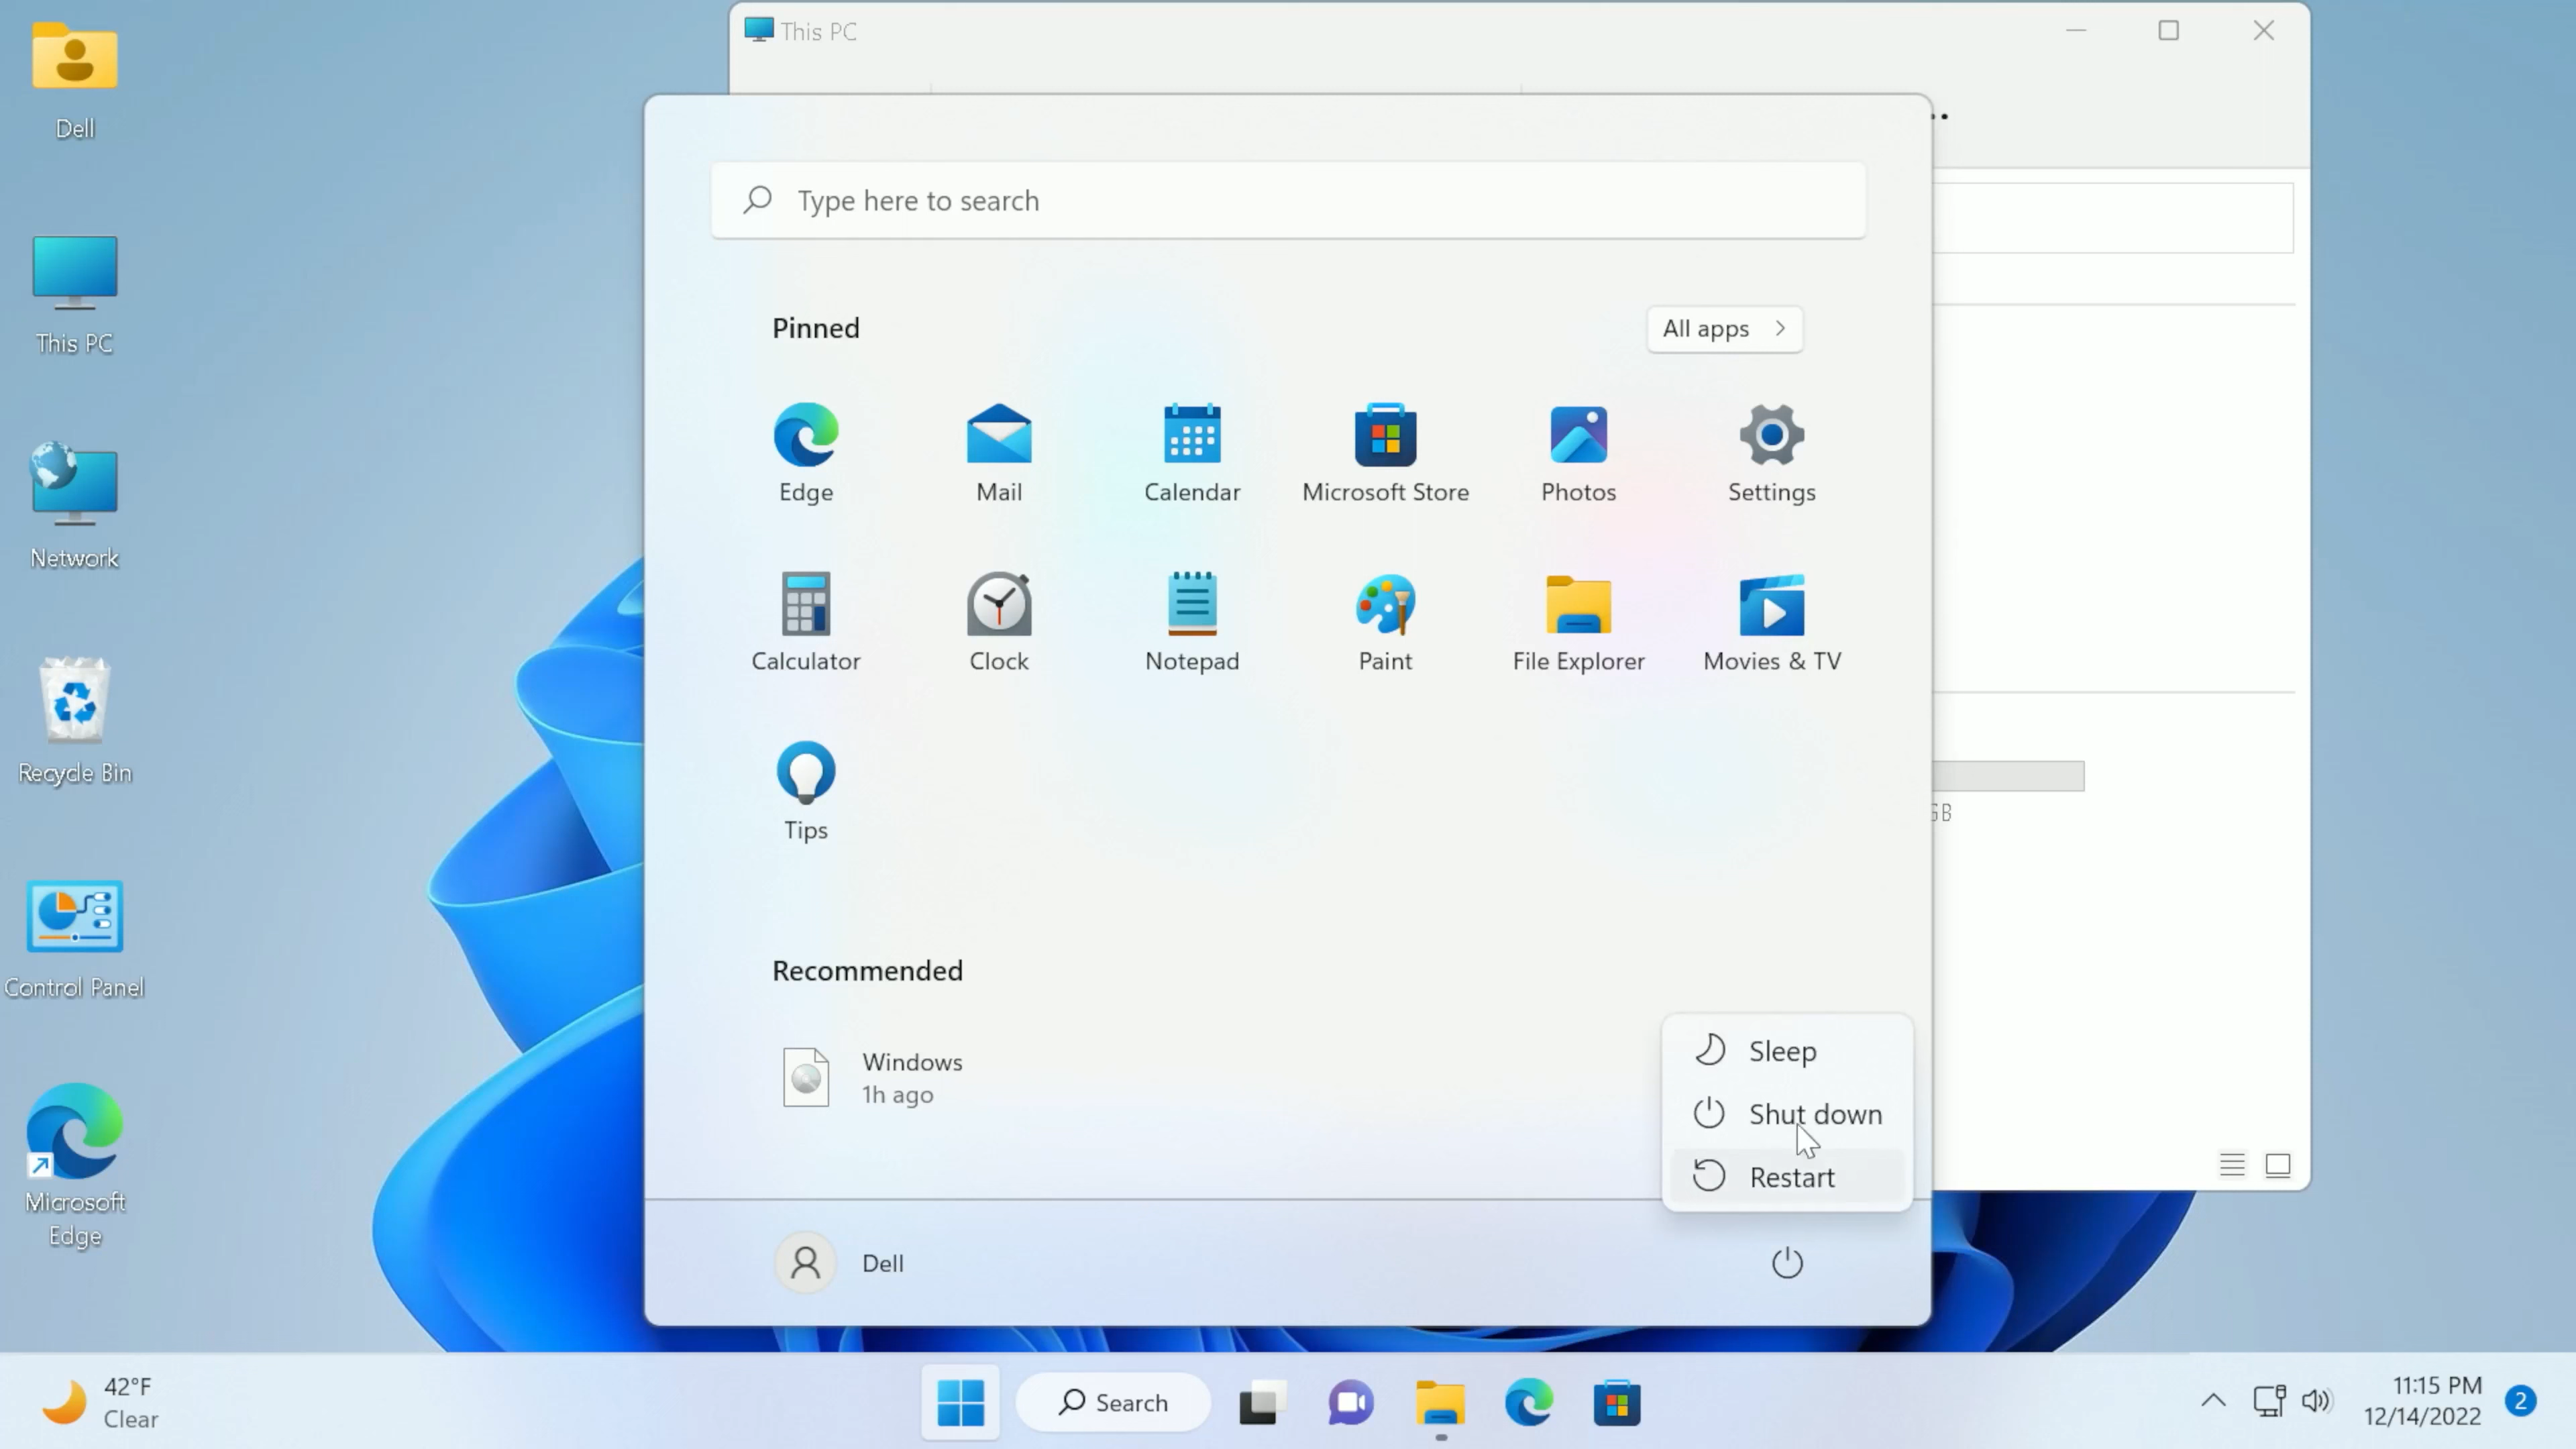 Dell
This PC
Network
Recycle Bin
Control Panel
Microsoft
Edge
This PC
Type here to search
Pinned
All apps
Edge
Mail
Calendar
Microsoft Store
Photos
Settings
Calculator
Clock
Notepad
Paint
File Explorer
Movies & TV
Tips
GB
Recommended
Windows
1h ago
Sleep
Shut down
Restart
Dell
42°F
Clear
Search
11:15 PM
12/14/2022
2